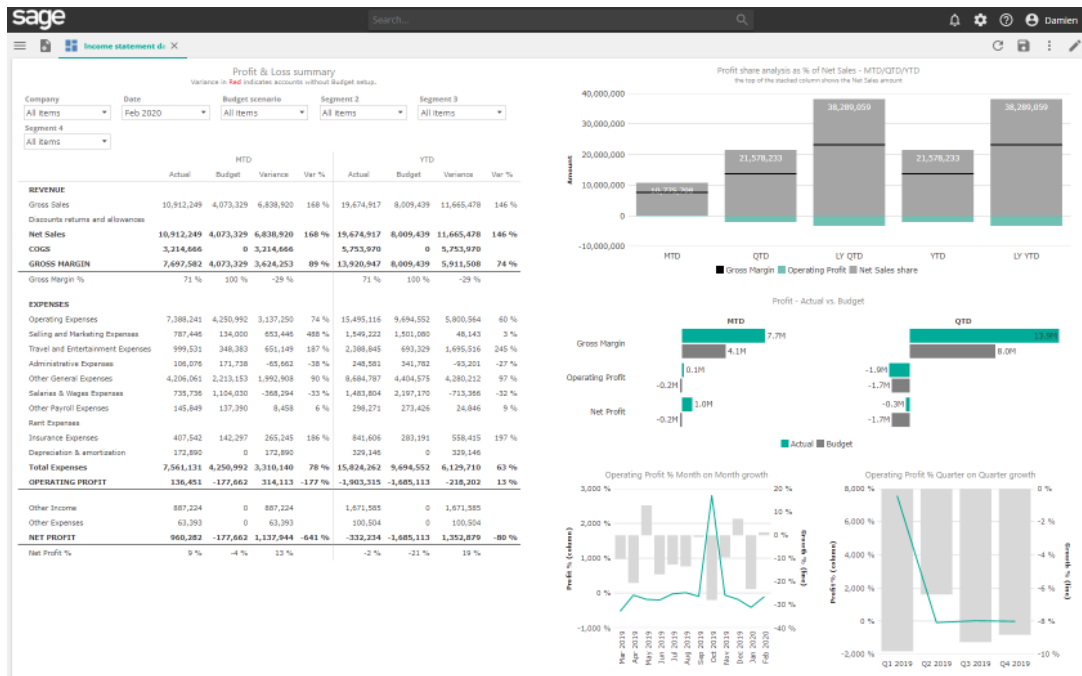 sage
Search...
Damien
Income statement da
Profit & Loss summary
Variance in Red indicates accounts without Budget setup.
Company Date Budget scenario Segment 2 Segment 3
All items Feb 2020 All items All items All items
Segment 4
All items
MTD YTD
Actual Budget Variance Var % Actual Budget Variance Var %
REVENUE
Gross Sales 10,912,249 4,073,329 6,838,920 168 % 19,674,917 8,009,439 11,665,478 146 %
Discounts returns and allowances
Net Sales 10,912,249 4,073,329 6,838,920 168 % 19,674,917 8,009,439 11,665,478 146 %
COGS 3,214,666 0 3,214,666 5,753,970 0 5,753,970
GROSS MARGIN 7,697,582 4,073,329 3,624,253 89 % 13,920,947 8,009,439 5,911,508 74 %
Gross Margin % 71 % 100 % -29 % 71 % 100 % -29 %
EXPENSES
Operating Expenses 7,388,241 4,250,992 3,137,250 74 % 15,495,116 9,694,552 5,800,564 60 %
Selling and Marketing Expenses 787,446 134,000 653,446 488 % 1,549,222 1,501,080 48,143 3 %
Travel and Entertainment Expenses 999,531 348,383 651,149 187 % 2,388,845 693,329 1,695,516 245 %
Administrative Expenses 106,076 171,738 -65,662 -38 % 248,581 341,782 -93,201 -27 %
Other General Expenses 4,206,061 2,213,153 1,992,908 90 % 8,684,787 4,404,575 4,280,212 97 %
Salaries & Wages Expenses 735,736 1,104,030 -368,294 -33 % 1,483,804 2,197,170 -713,366 -32 %
Other Payroll Expenses 145,849 137,390 8,458 6 % 298,271 273,426 24,846 9 %
Rent Expenses
Insurance Expenses 407,542 142,297 265,245 186 % 841,606 283,191 558,415 197 %
Depreciation & amortization 172,890 0 172,890 329,146 0 329,146
Total Expenses 7,561,131 4,250,992 3,310,140 78 % 15,824,262 9,694,552 6,129,710 63 %
OPERATING PROFIT 136,451 -177,662 314,113 -177 % -1,903,315 -1,685,113 -218,202 13 %
Other Income 887,224 0 887,224 1,671,585 0 1,671,585
Other Expenses 63,393 0 63,393 100,504 0 100,504
NET PROFIT 960,282 -177,662 1,137,944 -641 % -332,234 -1,685,113 1,352,879 -80 %
Net Profit % 9 % -4 % 13 % -2 % -21 % 19 %
Profit share analysis as % of Net Sales - MTD/QTD/YTD
the top of the stacked column shows the Net Sales amount
Amount
40,000,000
30,000,000
20,000,000
10,000,000
0
-10,000,000
21,578,233 38,289,059 21,578,233 38,289,059
MTD QTD LY QTD YTD LY YTD
Gross Margin Operating Profit Net Sales share
Profit - Actual vs. Budget
MTD QTD
Gross Margin 7.7M 4.1M 13.9M 8.0M
Operating Profit 0.1M -0.2M -1.9M -1.7M
Net Profit 1.0M -0.2M -0.3M -1.7M
Actual Budget
Operating Profit % Month on Month growth
Profit % (column)
3,000 %
2,000 %
1,000 %
0 %
-1,000 %
20 %
10 %
0 %
-10 %
-20 %
-30 %
-40 %
Growth % (line)
Mar 2019 Apr 2019 May 2019 Jun 2019 Jul 2019 Aug 2019 Sep 2019 Oct 2019 Nov 2019 Dec 2019 Jan 2020 Feb 2020
Operating Profit % Quarter on Quarter growth
Profit % (column)
8,000 %
6,000 %
4,000 %
2,000 %
0 %
-2,000 %
0 %
-2 %
-4 %
-6 %
-8 %
-10 %
Growth % (line)
Q1 2019 Q2 2019 Q3 2019 Q4 2019